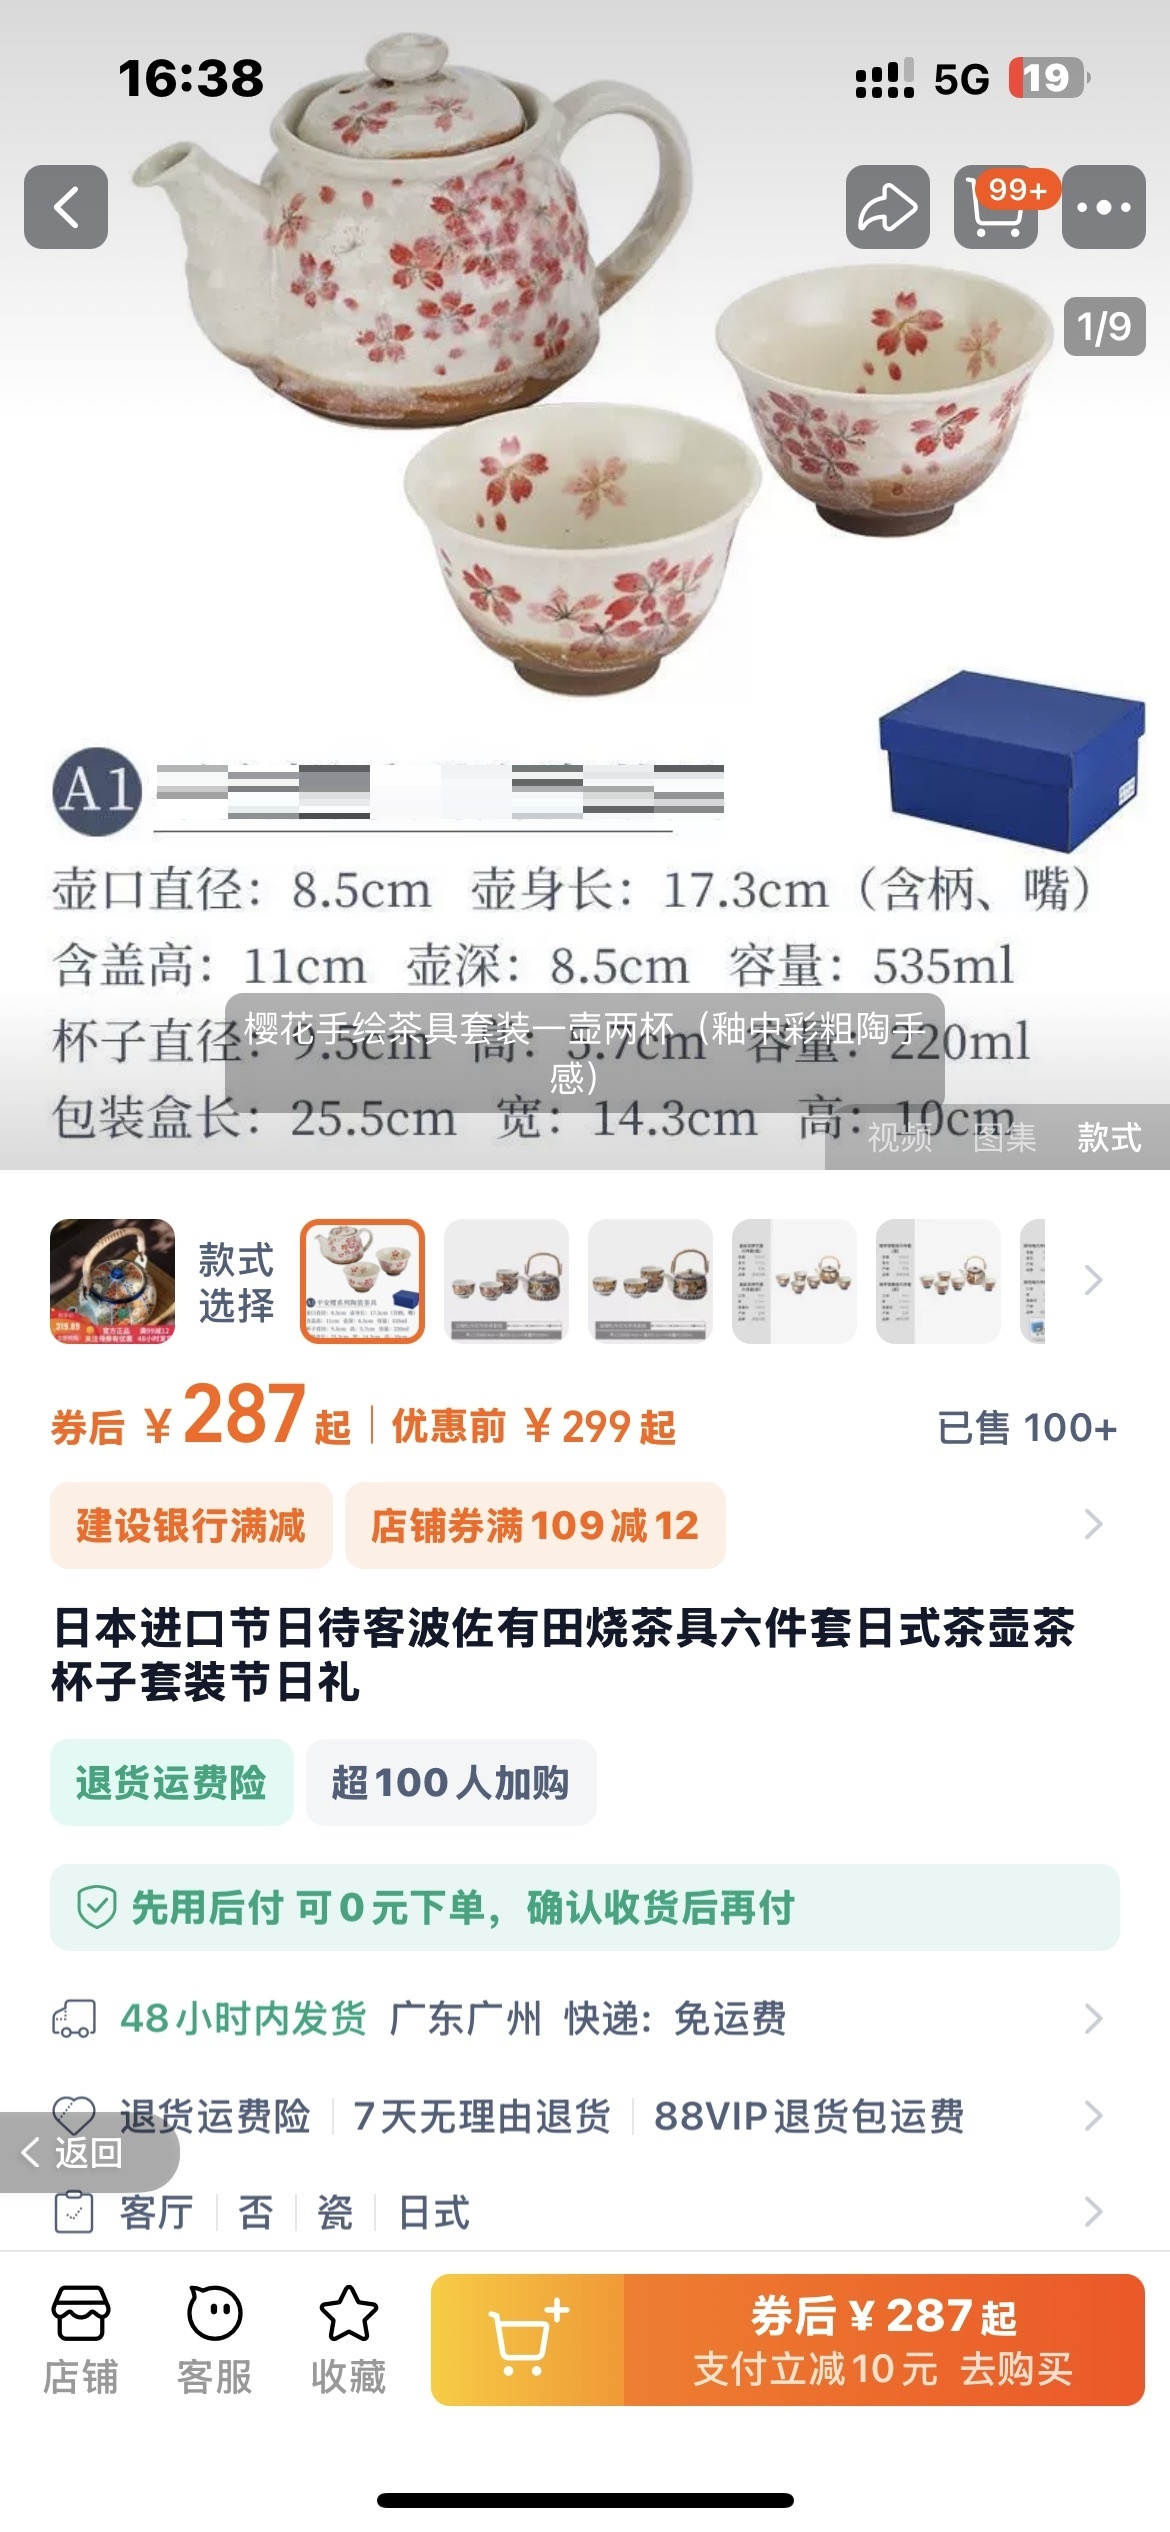 16:38
5G
19
99+
1/9
A1
壶口直径：8.5cm 壶身长：17.3cm（含柄、嘴）
含盖高：11cm 壶深：8.5cm 容量：535ml
杯子直径：9.5cm 高：5.7cm 容量：220ml
樱花手绘茶具套装一壶两杯（釉中彩粗陶手
感）
包装盒长：25.5cm 宽：14.3cm 高：10cm
视频 图集 款式
款式
选择
319.89
券后 ¥287起 优惠前 ¥299起
已售 100+
建设银行满减
店铺券满109减12
日本进口节日待客波佐有田烧茶具六件套日式茶壶茶
杯子套装节日礼
退货运费险
超100人加购
先用后付 可0元下单，确认收货后再付
48小时内发货 广东广州 快递：免运费
退货运费险 7天无理由退货 88VIP退货包运费
返回
客厅 否 瓷 日式
店铺
客服
收藏
券后 ¥287起
支付立减10元 去购买